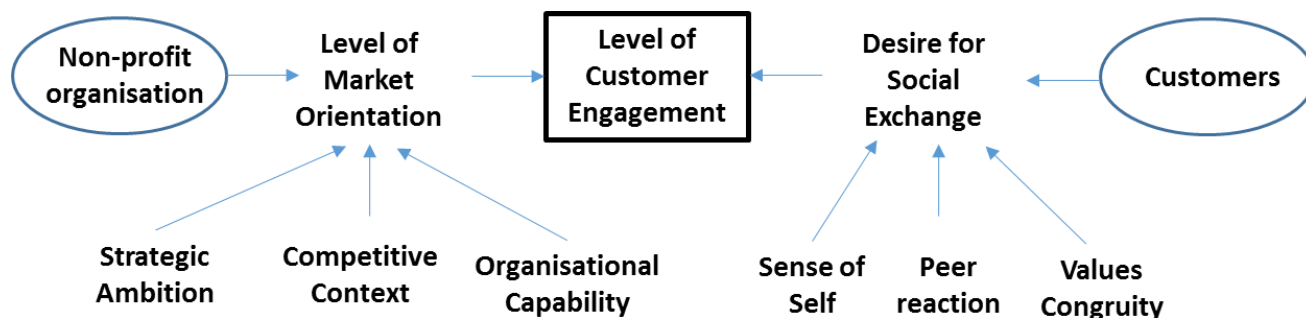 Non-profit
organisation
Level of
Market
Orientation
Level of
Customer
Engagement
Desire for
Social
Exchange
Customers
Strategic
Ambition
Competitive
Context
Organisational
Capability
Sense of
Self
Peer
reaction
Values
Congruity